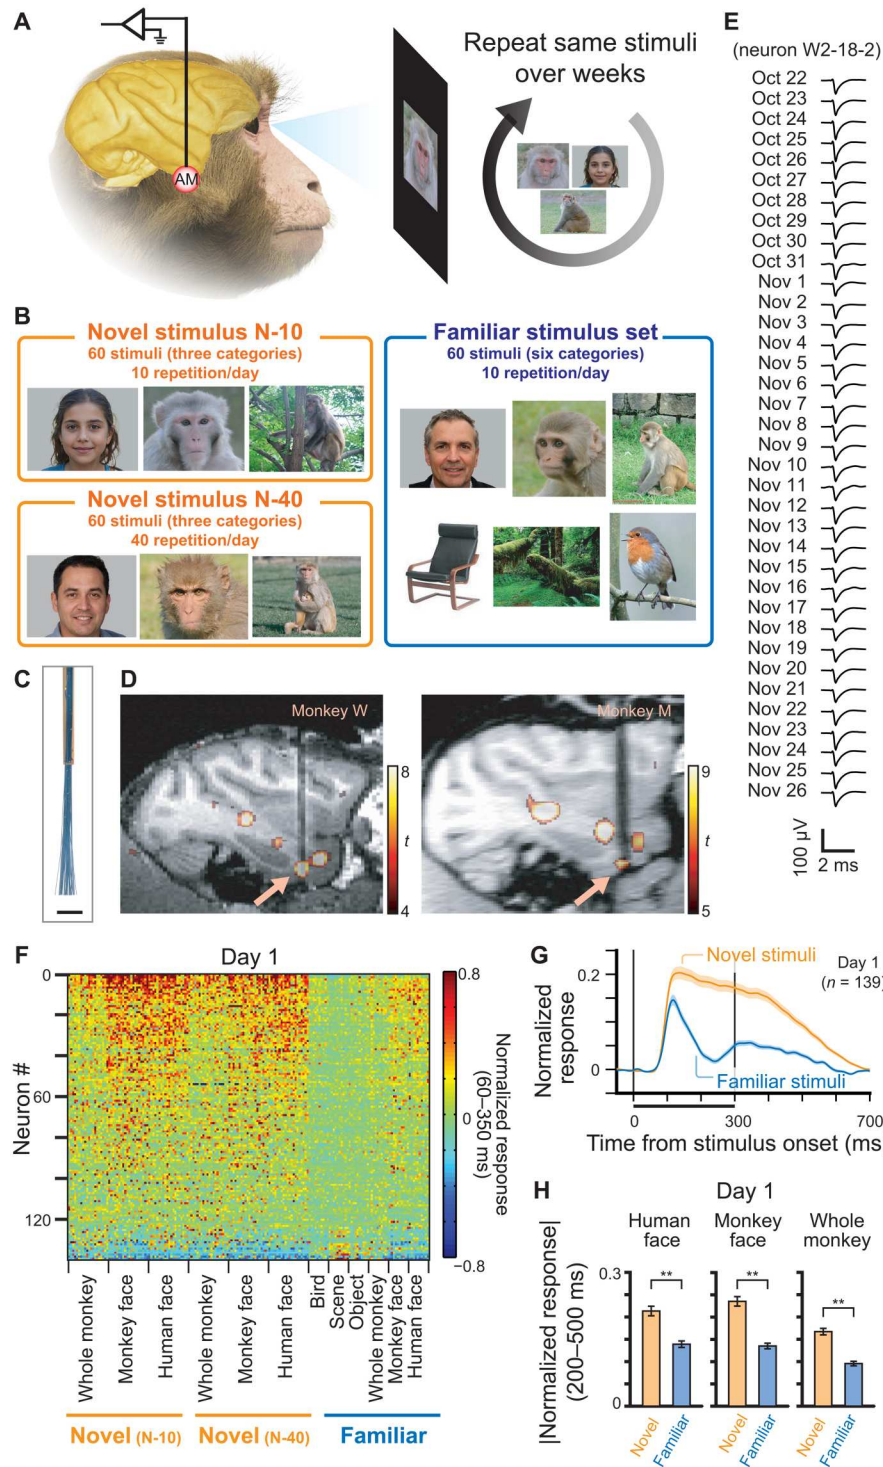 A
AM
Repeat same stimuli
over weeks
B
Novel stimulus N-10
60 stimuli (three categories)
10 repetition/day
Novel stimulus N-40
60 stimuli (three categories)
40 repetition/day
Familiar stimulus set
60 stimuli (six categories)
10 repetition/day
C
D
Monkey W
8
t
4
Monkey M
9
t
5
E
(neuron W2-18-2)
Oct 22
Oct 23
Oct 24
Oct 25
Oct 26
Oct 27
Oct 28
Oct 29
Oct 30
Oct 31
Nov 1
Nov 2
Nov 3
Nov 4
Nov 5
Nov 6
Nov 7
Nov 8
Nov 9
Nov 10
Nov 11
Nov 12
Nov 13
Nov 14
Nov 15
Nov 16
Nov 17
Nov 18
Nov 19
Nov 20
Nov 21
Nov 22
Nov 23
Nov 24
Nov 25
Nov 26
100 µV
2 ms
F
Day 1
Neuron #
0
60
120
0.8
0
−0.8
Normalized response
(60–350 ms)
Whole monkey
Monkey face
Human face
Whole monkey
Monkey face
Human face
Bird
Scene
Object
Whole monkey
Monkey face
Human face
Novel (N-10)
Novel (N-40)
Familiar
G
Novel stimuli
Day 1
(n = 139)
Familiar stimuli
Normalized
response
0.2
0
0
300
700
Time from stimulus onset (ms
H
Day 1
Human
face
Monkey
face
Whole
monkey
|Normalized response|
(200–500 ms)
0.3
0
**
**
**
Novel
Familiar
Novel
Familiar
Novel
Familiar